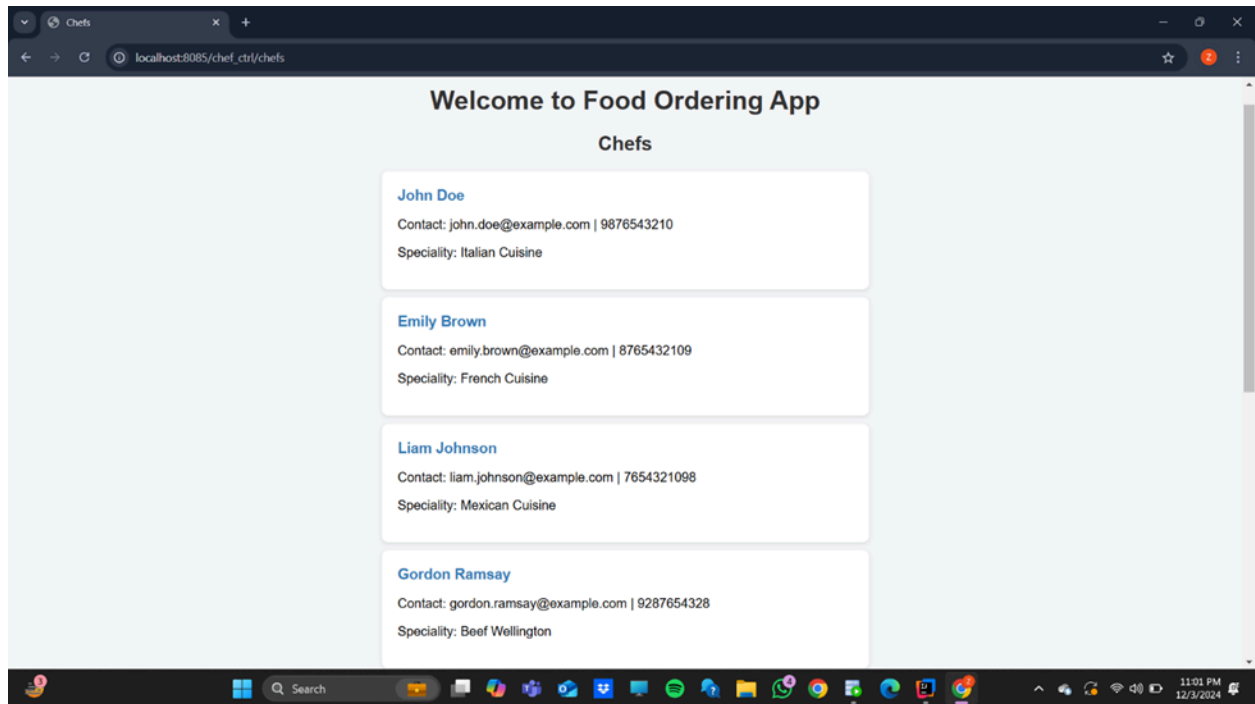 Chefs
localhost:8085/chef_ctrl/chefs
Z
Welcome to Food Ordering App
Chefs
John Doe
Contact: john.doe@example.com | 9876543210
Speciality: Italian Cuisine
Emily Brown
Contact: emily.brown@example.com | 8765432109
Speciality: French Cuisine
Liam Johnson
Contact: liam.johnson@example.com | 7654321098
Speciality: Mexican Cuisine
Gordon Ramsay
Contact: gordon.ramsay@example.com | 9287654328
Speciality: Beef Wellington
3
Search
4
11:01 PM
12/3/2024